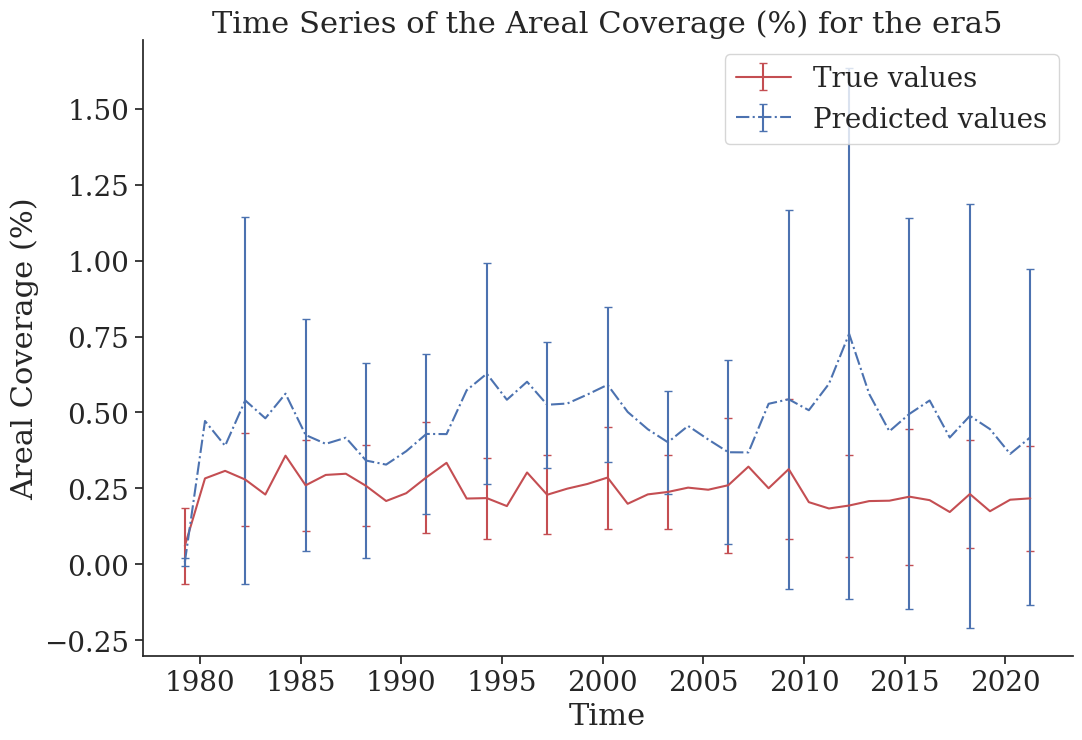 Time Series of the Areal Coverage (%) for the era5
True values
Predicted values
Areal Coverage (%)
1.50
1.25
1.00
0.75
0.50
0.25
0.00
−0.25
1980 1985 1990 1995 2000 2005 2010 2015 2020
Time